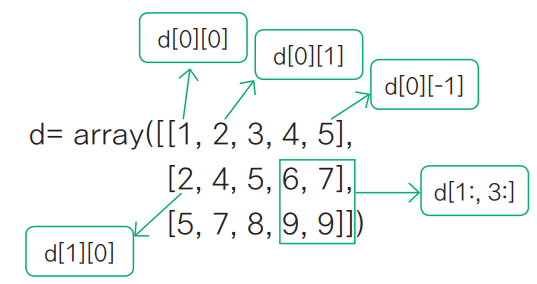 d[0][0]
d[0][1]
d[0][-1]
d= array([[1, 2, 3, 4, 5],
[2, 4, 5, 6, 7],
[5, 7, 8, 9, 9]])
d[1:, 3:]
d[1][0]